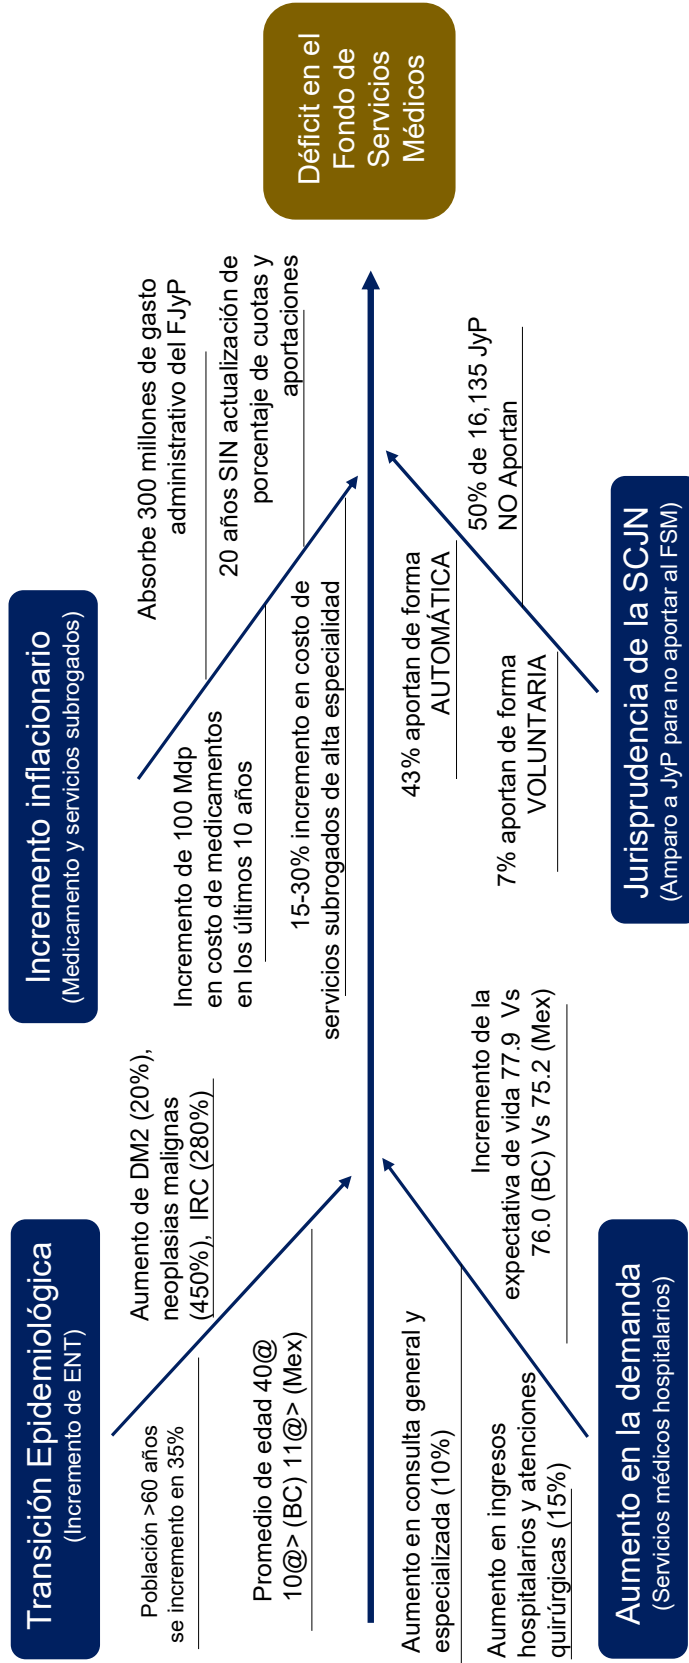 Transición Epidemiológica
(Incremento de ENT)
Población >60 años
se incremento en 35%
Aumento de DM2 (20%),
neoplasias malignas
(450%),  IRC (280%)
Promedio de edad 40@
10@> (BC) 11@> (Mex)
Incremento inflacionario
(Medicamento y servicios subrogados)
Absorbe 300 millones de gasto
administrativo del FJyP
Incremento de 100 Mdp
en costo de medicamentos
en los últimos 10 años
20 años SIN actualización de
porcentaje de cuotas y
aportaciones
15-30% incremento en costo de
servicios subrogados de alta especialidad
Déficit en el
Fondo de
Servicios
Médicos
Aumento en consulta general y
especializada (10%)
Aumento en ingresos
hospitalarios y atenciones
quirúrgicas (15%)
Incremento de la
expectativa de vida 77.9  Vs
76.0 (BC) Vs 75.2 (Mex)
Aumento en la demanda
(Servicios médicos hospitalarios)
43% aportan de forma
AUTOMÁTICA
7% aportan de forma
VOLUNTARIA
50% de 16,135 JyP
NO Aportan
Jurisprudencia de la SCJN
(Amparo a JyP para no aportar al FSM)